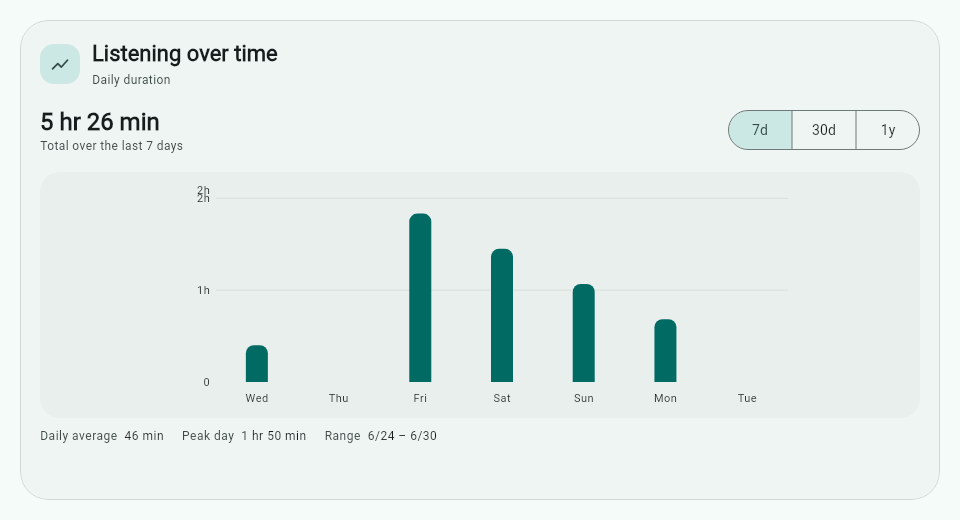 Listening over time
Daily duration
5 hr 26 min
Total over the last 7 days
7d 30d 1y
2h
2h
1h
0
Wed Thu Fri Sat Sun Mon Tue
Daily average 46 min Peak day 1 hr 50 min Range 6/24 – 6/30